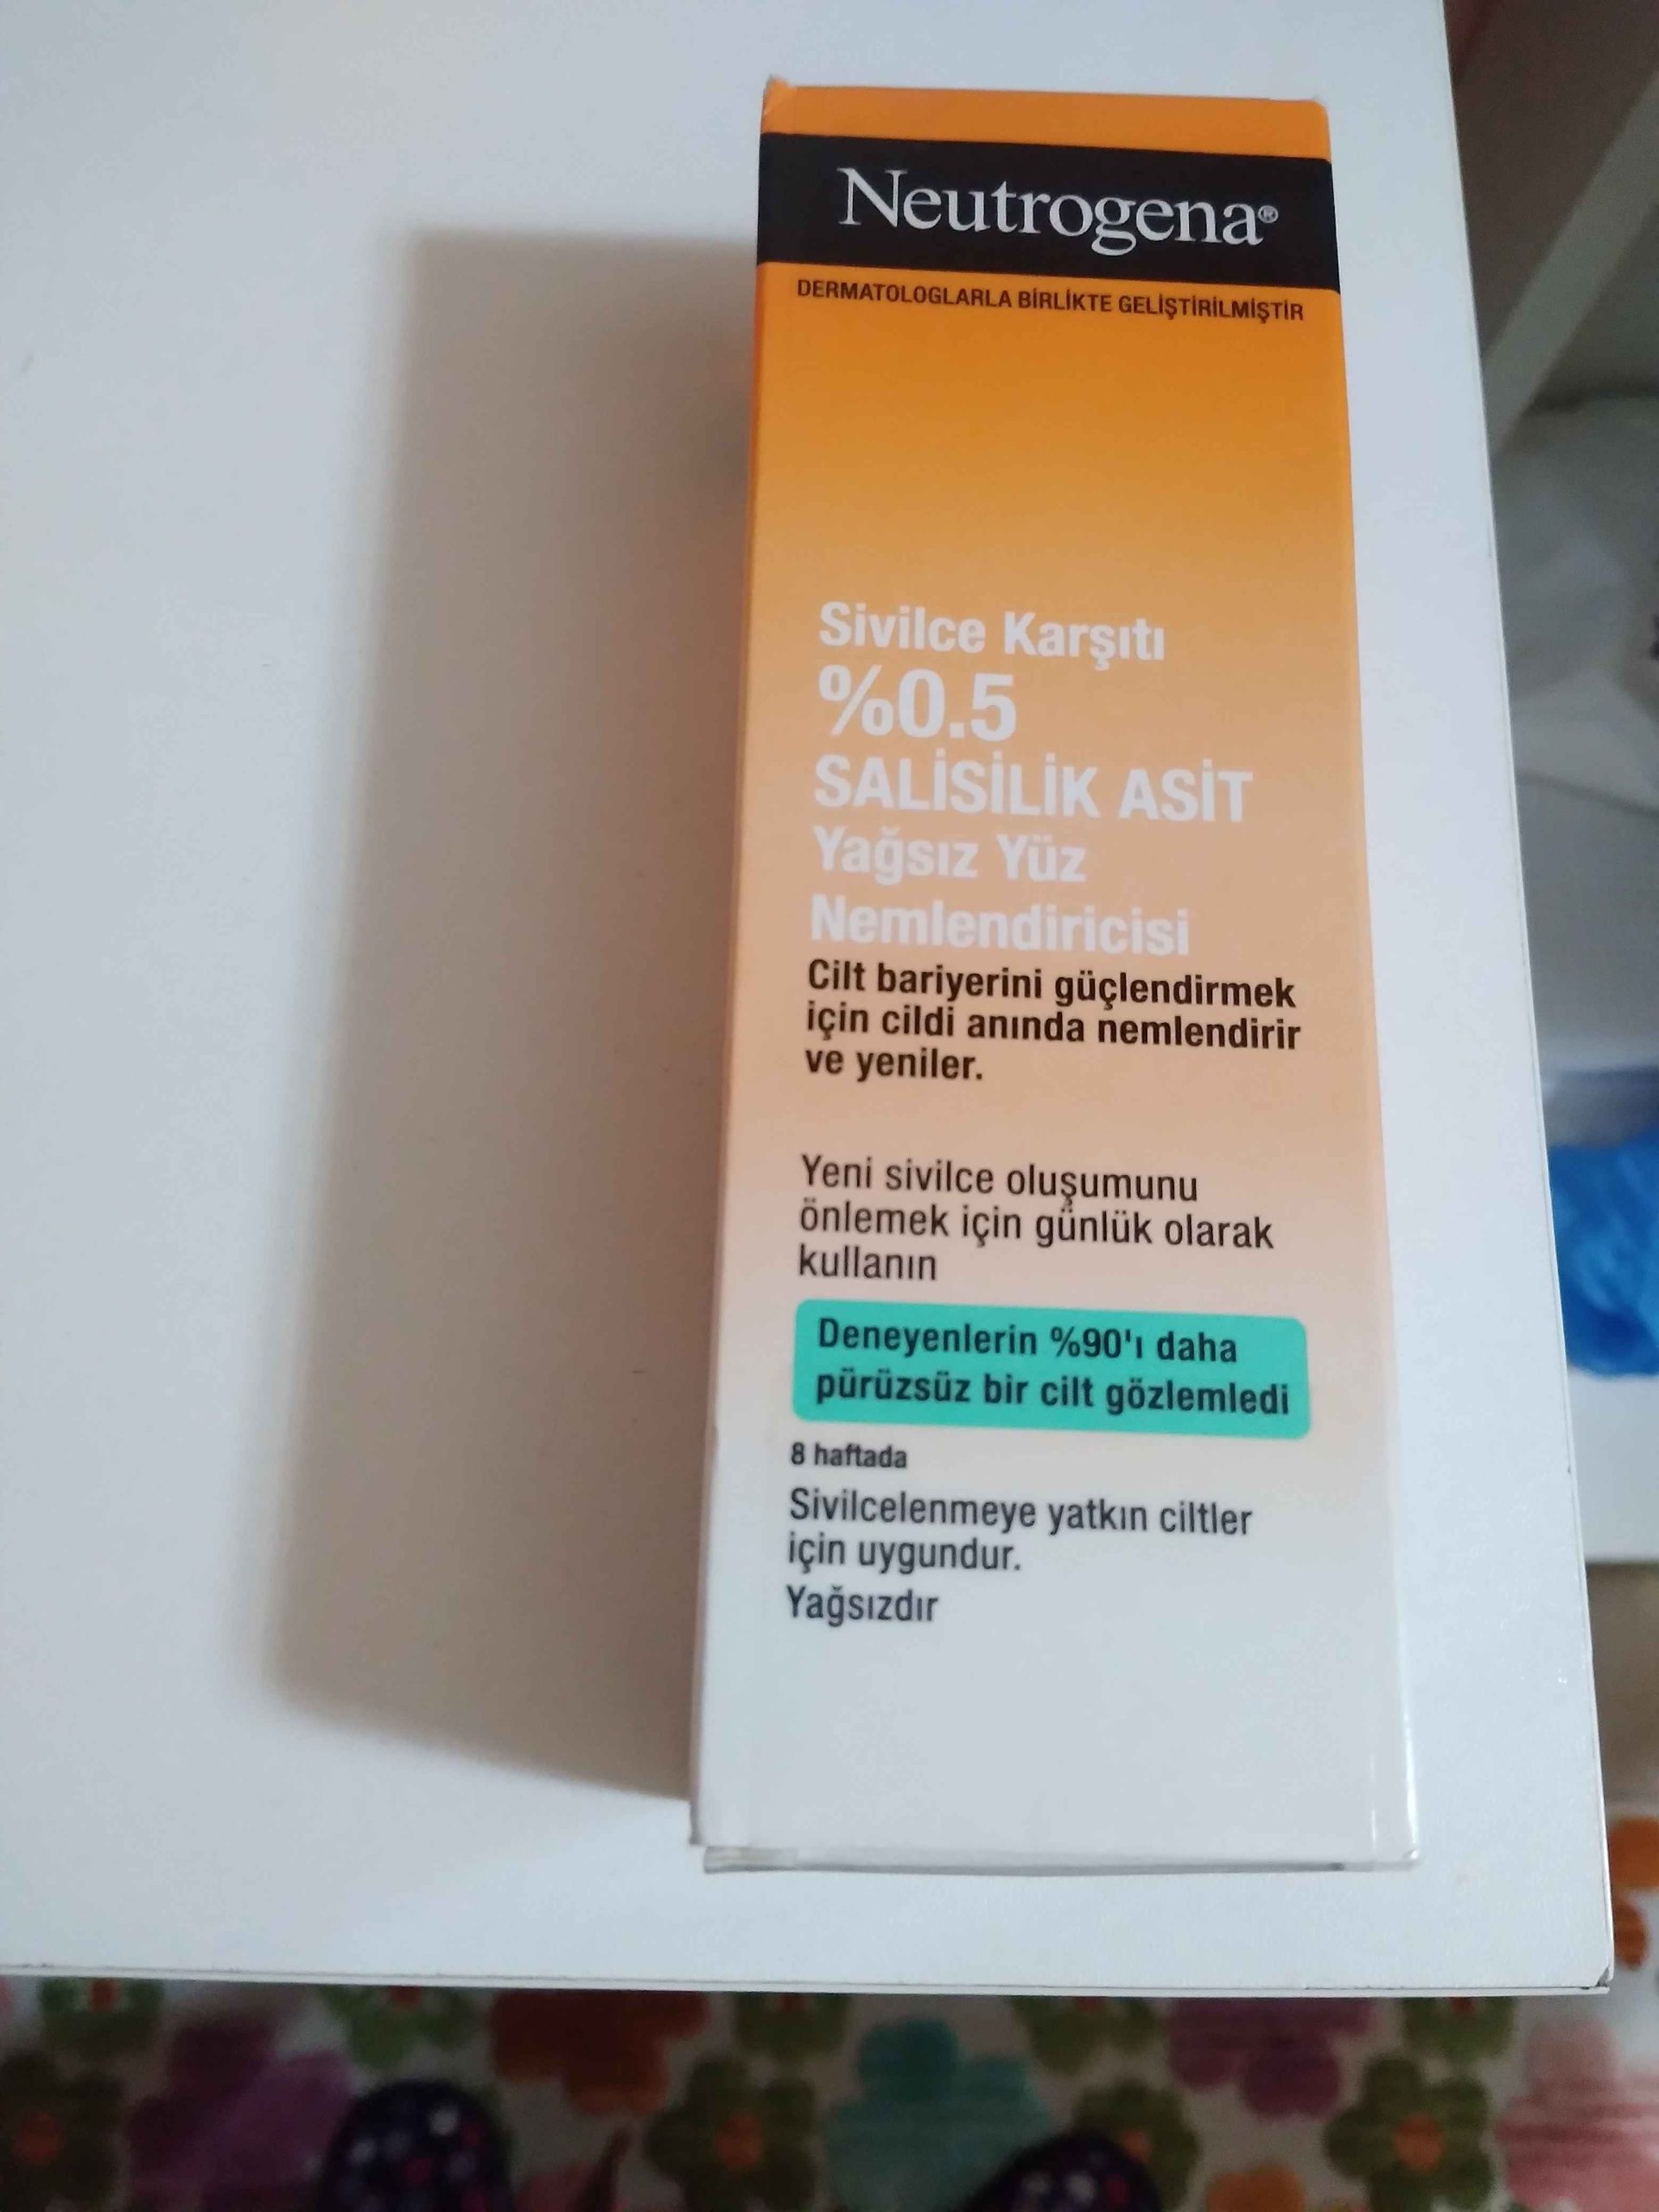 Neutrogena®
DERMATOLOGLARLA BİRLİKTE GELİŞTİRİLMİŞTİR
Sivilce Karşıtı
%0.5
SALİSİLİK ASİT
Yağsız Yüz
Nemlendiricisi
Cilt bariyerini güçlendirmek
için cildi anında nemlendirir
ve yeniler.
Yeni sivilce oluşumunu
önlemek için günlük olarak
kullanın
Deneyenlerin %90'ı daha
pürüzsüz bir cilt gözlemledi
8 haftada
Sivilcelenmeye yatkın ciltler
için uygundur.
Yağsızdır